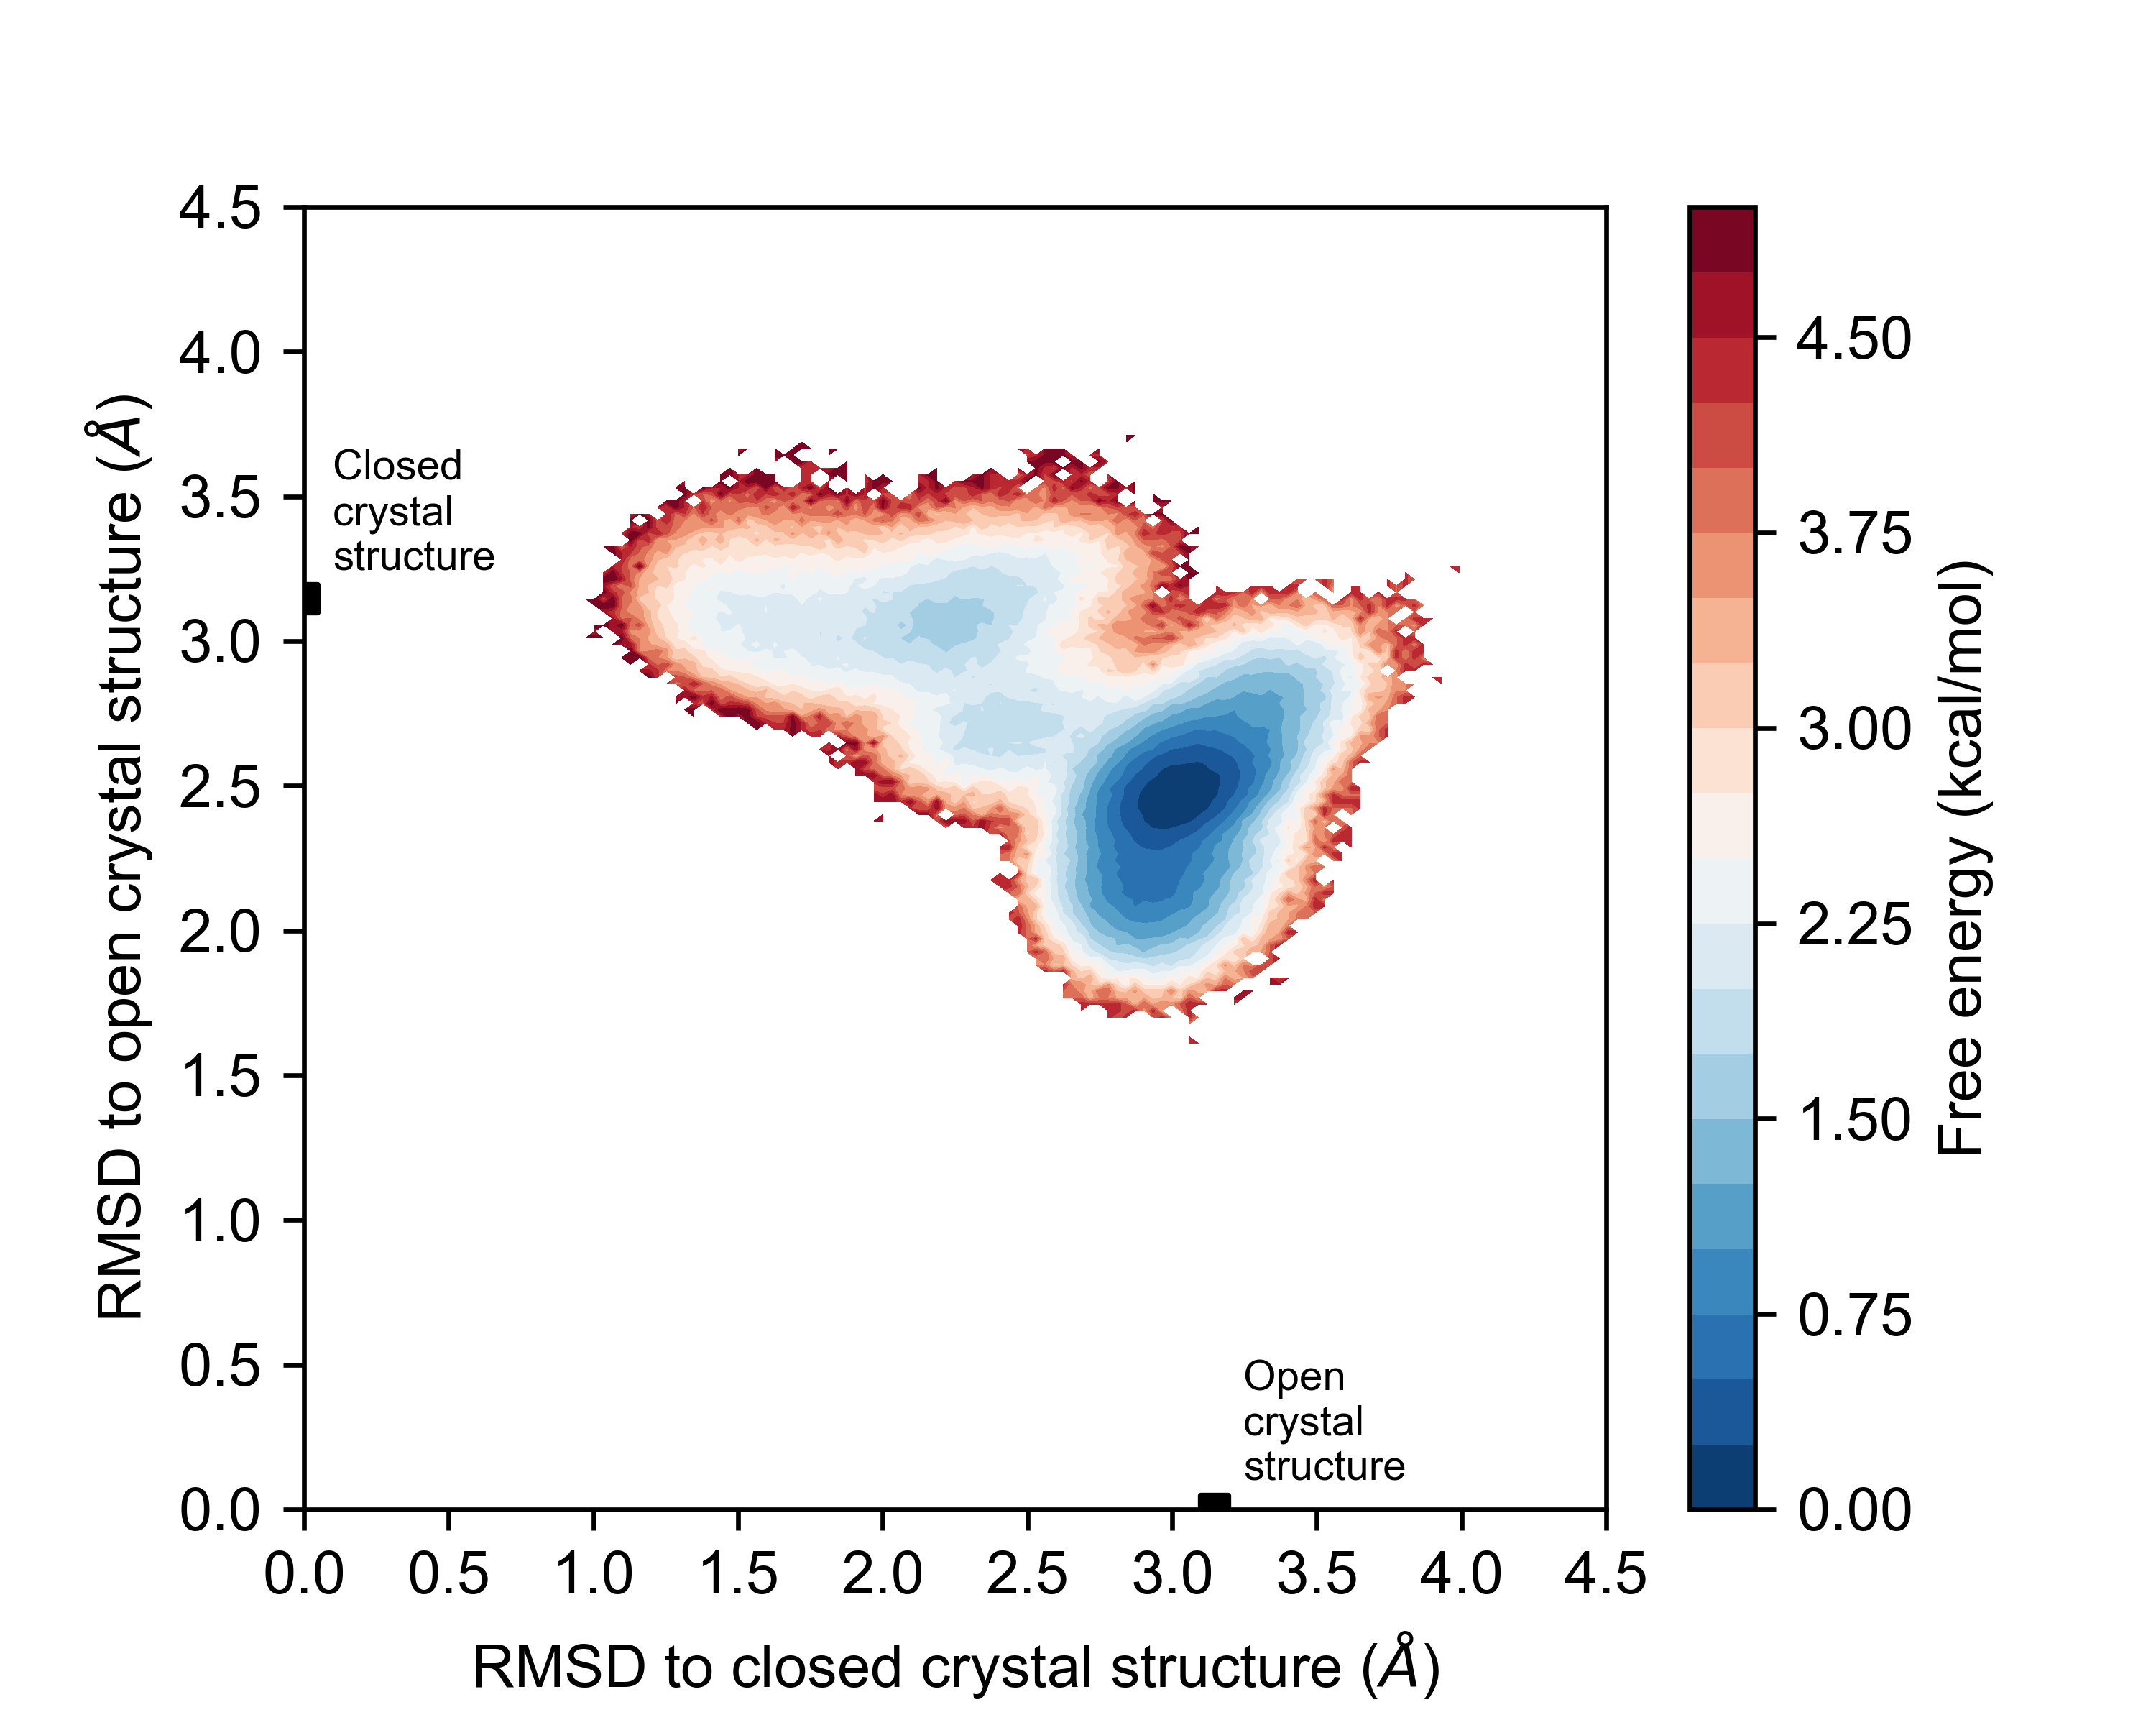 4.5
4.0
3.5
3.0
2.5
2.0
1.5
1.0
0.5
0.0
RMSD to open crystal structure (Å)
Closed
crystal
structure
Open
crystal
structure
0.0 0.5 1.0 1.5 2.0 2.5 3.0 3.5 4.0 4.5
RMSD to closed crystal structure (Å)
4.50
3.75
3.00
2.25
1.50
0.75
0.00
Free energy (kcal/mol)